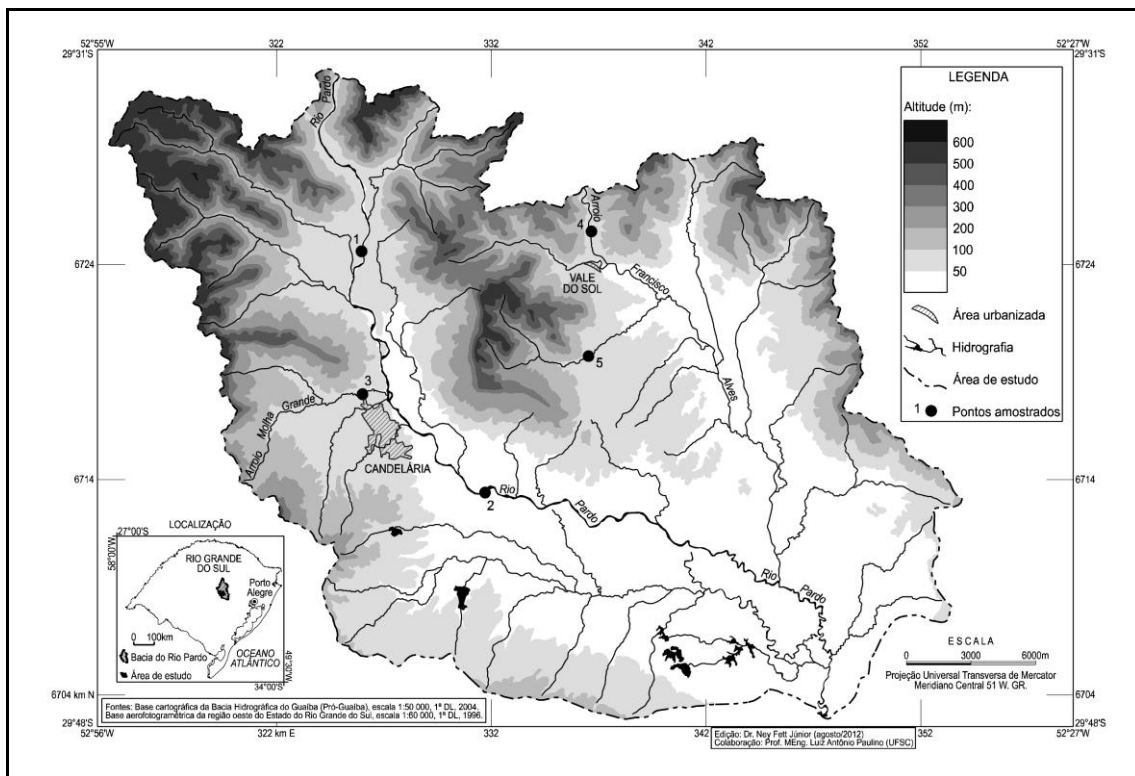 52°55'W
322
332
342
52°27'W
29°31'S
29°31'S
LEGENDA
Altitude (m):
600
500
400
300
200
100
50
Área urbanizada
Hidrografia
Área de estudo
1 Pontos amostrados
Rio Pardo
Arroio
4
1
6724
6724
VALE
DO SOL
Francisco
5
Alves
3
Arroio Molha Grande
CANDELÁRIA
6714
6714
2
Rio
Pardo
Rio
Pardo
LOCALIZAÇÃO
27°00'S
58°00'W
RIO GRANDE
DO SUL
Porto
Alegre
0 100km
OCEANO
ATLÂNTICO
Bacia do Rio Pardo
Área de estudo
49°30'W
34°00'S
ESCALA
0 3000 6000m
Projeção Universal Transversa de Mercator
Meridiano Central 51 W. GR.
6704 km N
6704
Fontes: Base cartográfica da Bacia Hidrográfica do Guaíba (Pró-Guaíba), escala 1:50 000, 1ª DL, 2004.
Base aerofotogramétrica da região oeste do Estado do Rio Grande do Sul, escala 1:60 000, 1ª DL, 1996.
Edição: Dr. Ney Fett Júnior (agosto/2012)
Colaboração: Prof. MEng. Luiz Antônio Paulino (UFSC)
29°48'S
29°48'S
52°56'W
322 km E
332
342
352
52°27'W